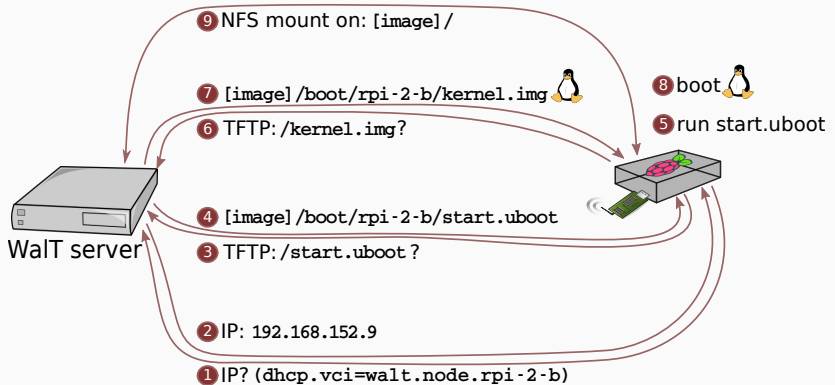 9 NFS mount on: [image]/
7 [image]/boot/rpi-2-b/kernel.img
8 boot
6 TFTP: /kernel.img?
5 run start.uboot
4 [image]/boot/rpi-2-b/start.uboot
WalT server
3 TFTP: /start.uboot?
2 IP: 192.168.152.9
1 IP? (dhcp.vci=walt.node.rpi-2-b)